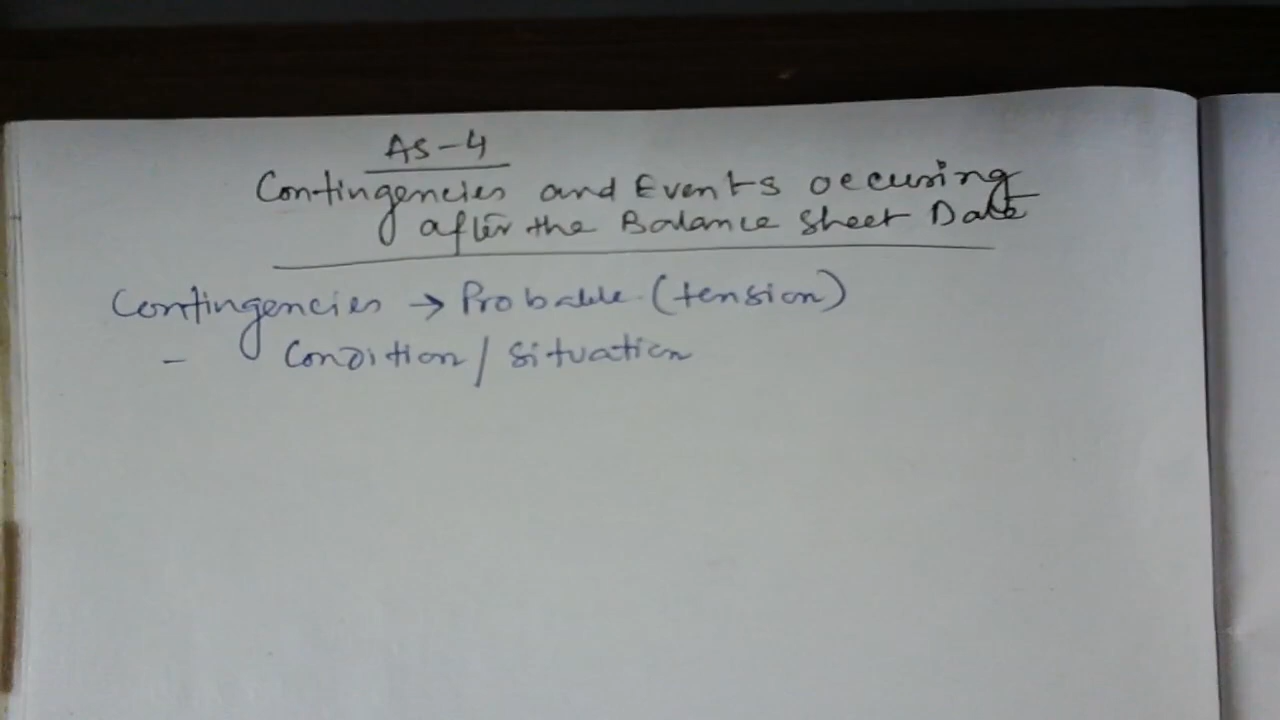 AS-4
Contingencies and Events occuring
after the Balance Sheet Date
Contingencies → Probable (tension)
- Condition / Situation